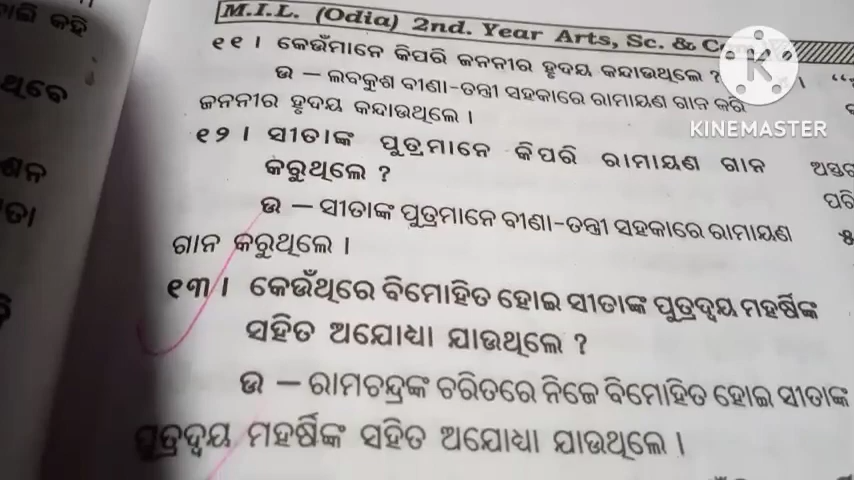 M.I.L. (Odia) 2nd. Year Arts, Sc. &
୧୧ । କେଉଁମାନେ କିପରି ଜନନୀର ହୃଦୟ କନ୍ଦାଉଥିଲେ ?
ଉ – ଲବକୁଶ ବୀଣା-ତନ୍ତ୍ରୀ ସହକାରେ ରାମାୟଣ ଗାନ କରି
ଜନନୀର ହୃଦୟ କନ୍ଦାଉଥିଲେ ।
୧୨ । ସୀତାଙ୍କ ପୁତ୍ରମାନେ କିପରି ରାମାୟଣ ଗାନ
କରୁଥିଲେ ?
ଉ – ସୀତାଙ୍କ ପୁତ୍ରମାନେ ବୀଣା-ତନ୍ତ୍ରୀ ସହକାରେ ରାମାୟଣ
ଗାନ କରୁଥିଲେ ।
୧୩ । କେଉଁଥିରେ ବିମୋହିତ ହୋଇ ସୀତାଙ୍କ ପୁତ୍ରଦ୍ୱୟ ମହର୍ଷିଙ୍କ
ସହିତ ଅଯୋଧ୍ୟା ଯାଉଥିଲେ ?
ଉ – ରାମଚନ୍ଦ୍ରଙ୍କ ଚରିତରେ ନିଜେ ବିମୋହିତ ହୋଇ ସୀତାଙ୍କ
ପୁତ୍ରଦ୍ୱୟ ମହର୍ଷିଙ୍କ ସହିତ ଅଯୋଧ୍ୟା ଯାଉଥିଲେ ।
KINEMASTER